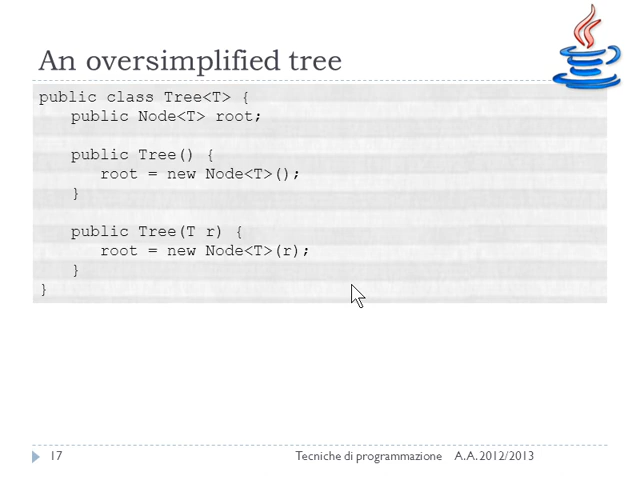 An oversimplified tree
public class Tree<T> {
public Node<T> root;
public Tree() {
root = new Node<T>();
}
public Tree(T r) {
root = new Node<T>(r);
}
}
17 Tecniche di programmazione A.A. 2012/2013